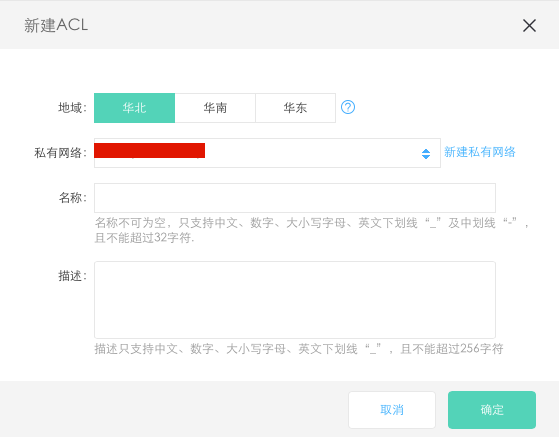 新建ACL
地域： 华北 华南 华东 ?
私有网络： 新建私有网络
名称：
名称不可为空，只支持中文、数字、大小写字母、英文下划线“_”及中划线“-”，
且不能超过32字符.
描述：
描述只支持中文、数字、大小写字母、英文下划线“_”，且不能超过256字符
取消 确定